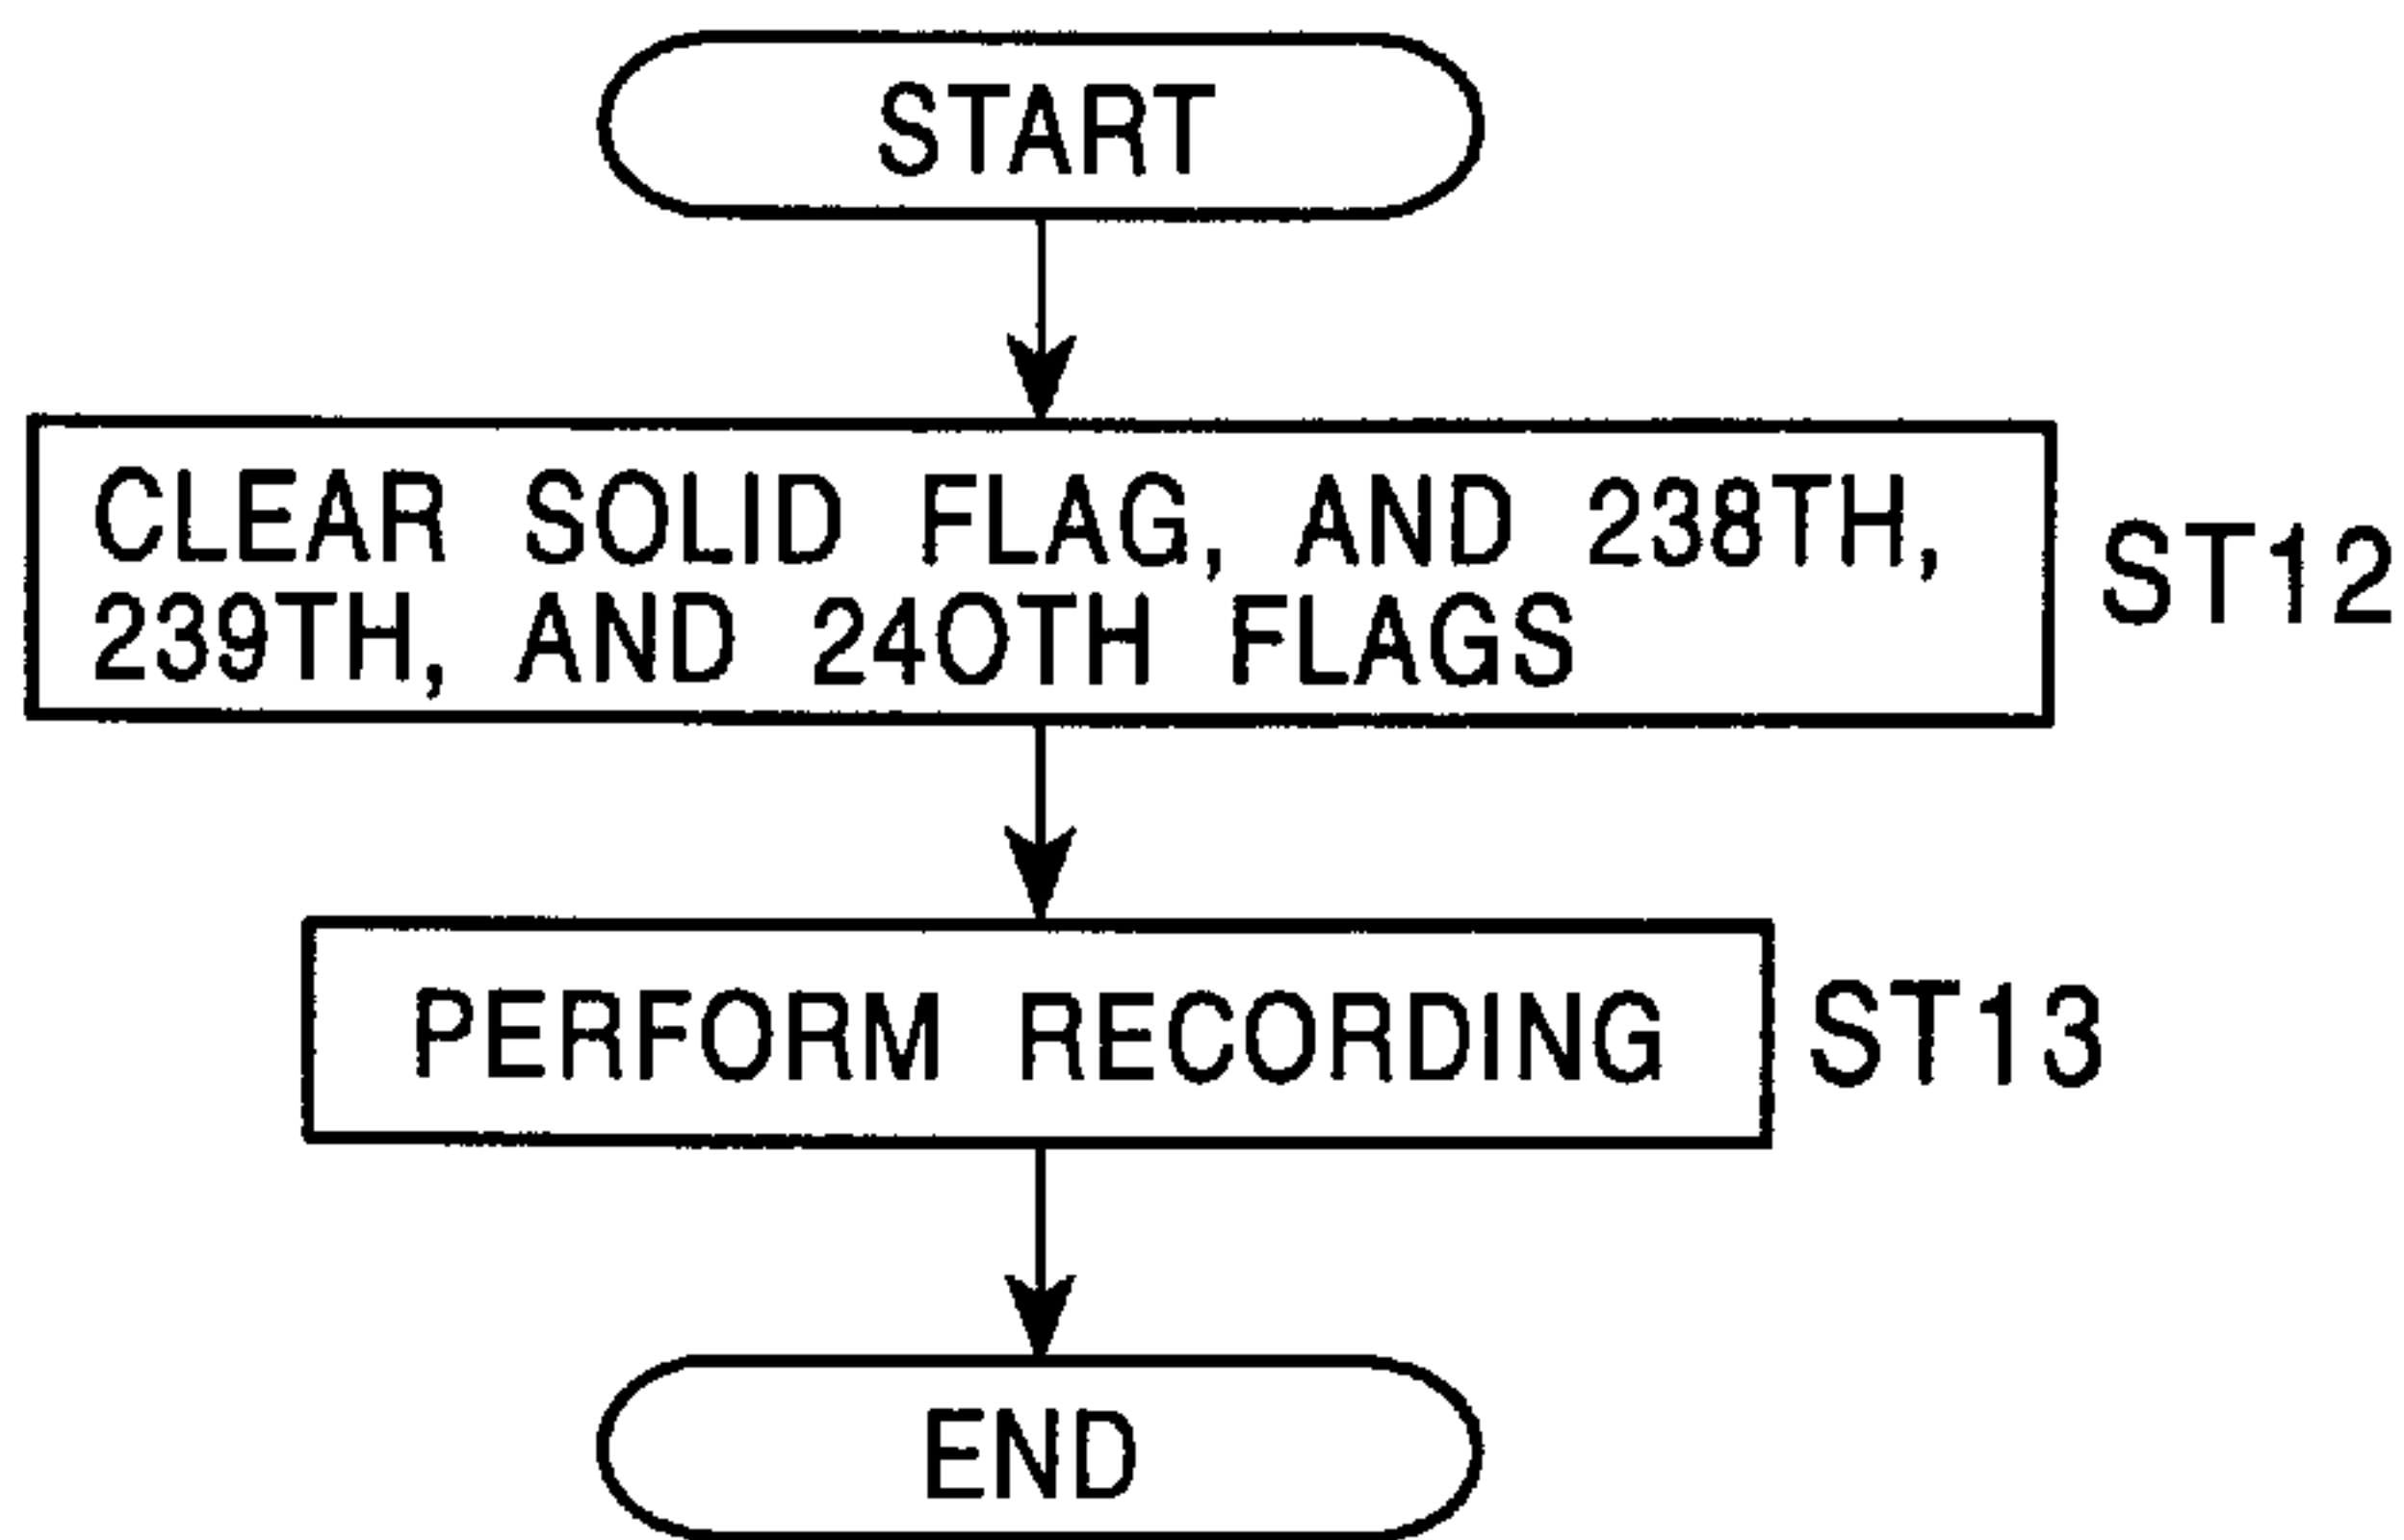 START
CLEAR SOLID FLAG, AND 238TH,
239TH, AND 240TH FLAGS
ST12
PERFORM RECORDING
ST13
END